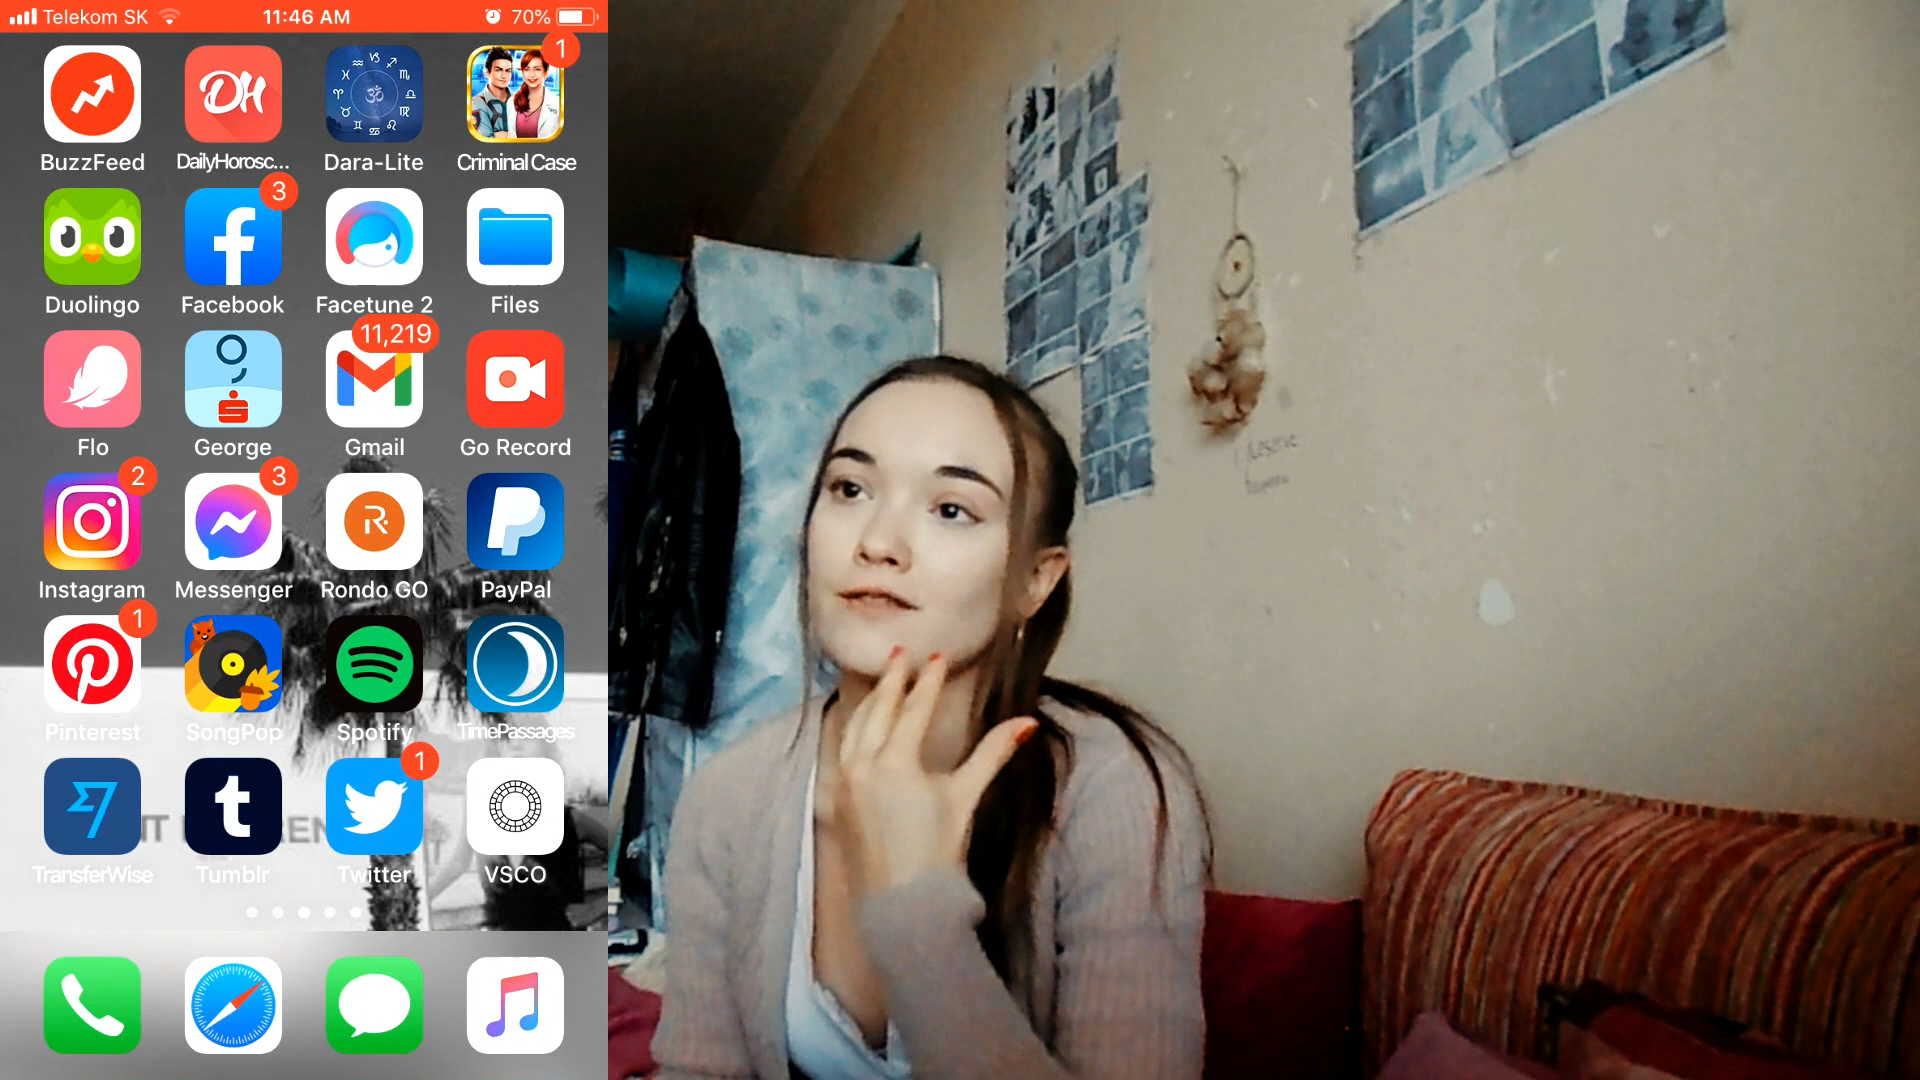 Telekom SK 11:46 AM 70%
1
BuzzFeed DailyHorosc... Dara-Lite Criminal Case
3
Duolingo Facebook Facetune 2 Files
11,219
Flo George Gmail Go Record
2 3
Instagram Messenger Rondo GO PayPal
1
Pinterest SongPop Spotify TimePassages
1
TransferWise Tumblr Twitter VSCO